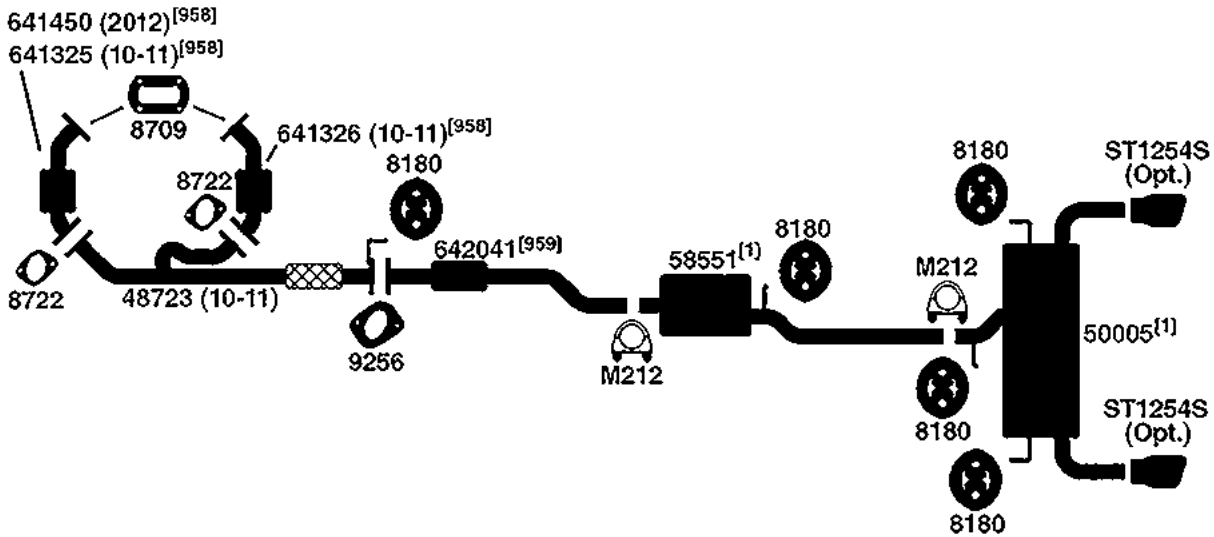 641450 (2012)[958]
641325 (10-11)[958]
8709
641326 (10-11)[958]
8180
8722
8722
48723 (10-11)
642041[959]
9256
M212
58551[1]
8180
M212
8180
8180
ST1254S
(Opt.)
50005[1]
ST1254S
(Opt.)
8180